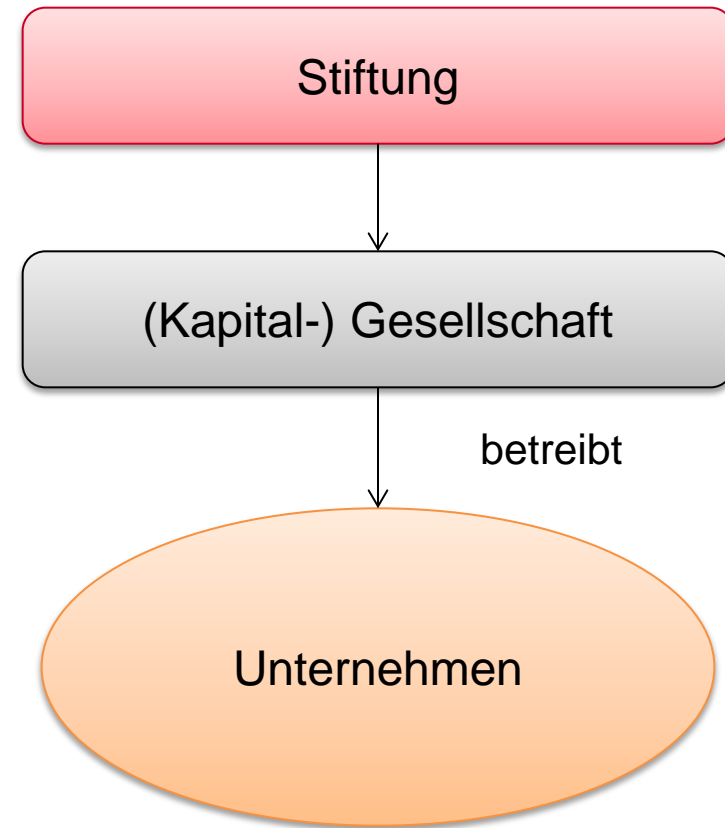 Stiftung
(Kapital-) Gesellschaft
betreibt
Unternehmen